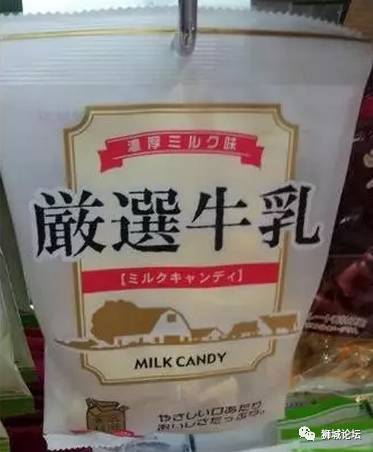 濃厚ミルク味
厳選牛乳
【ミルクキャンディ】
MILK CANDY
やさしい口あたり
おいしさたっぷり。
狮城论坛